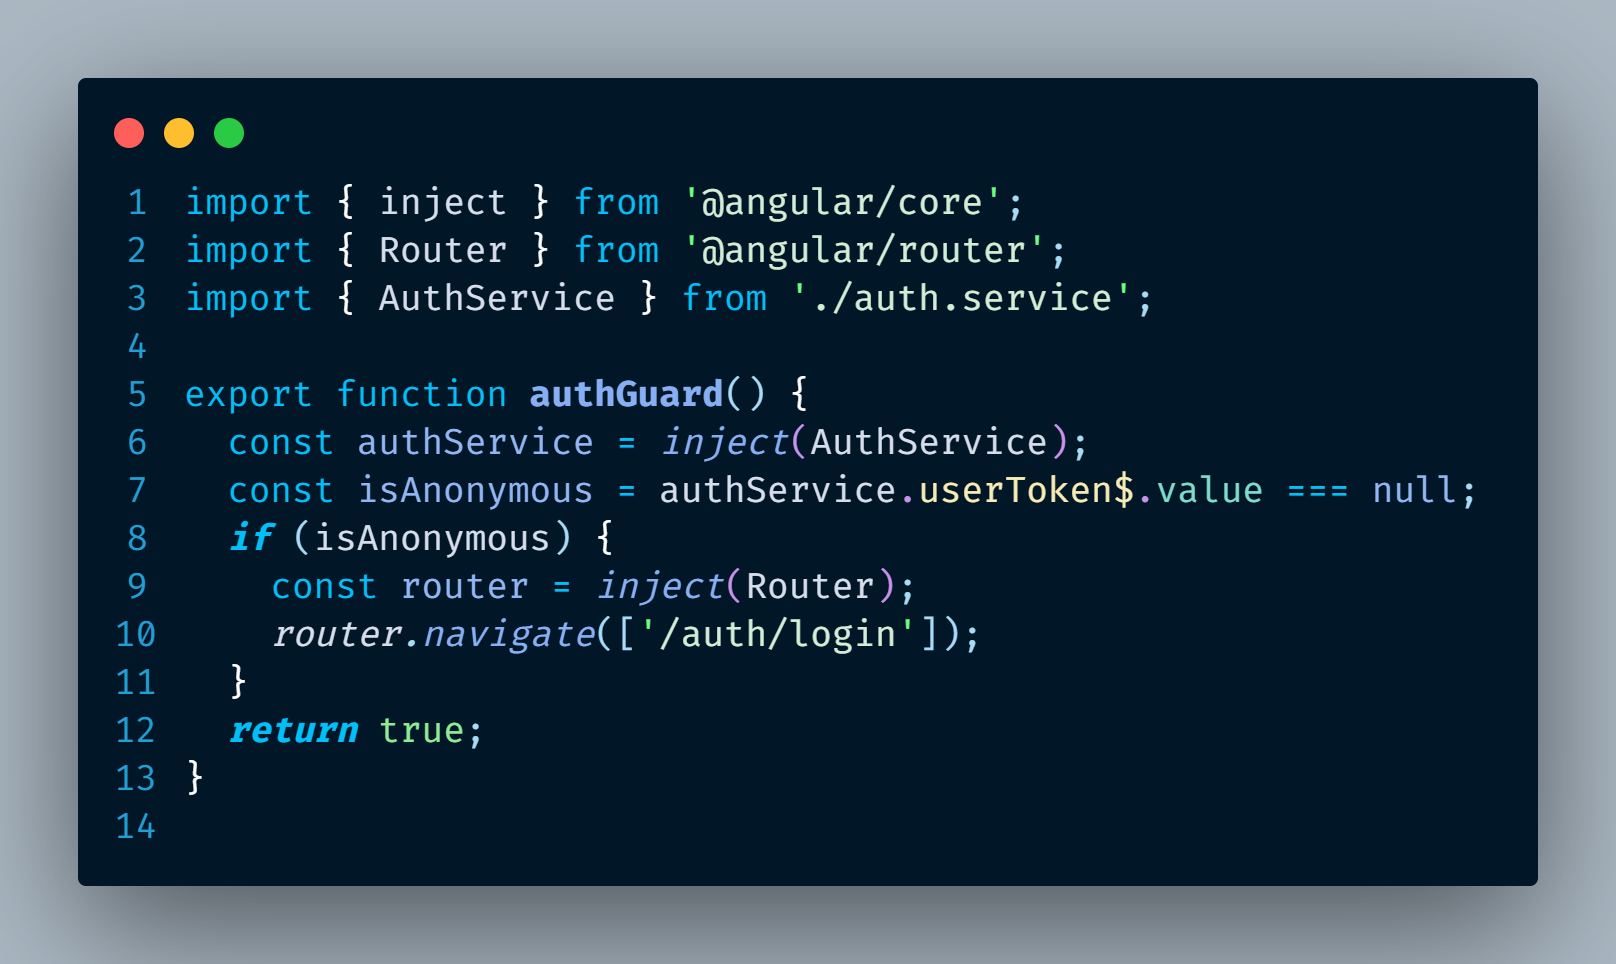 1 import { inject } from '@angular/core';
2 import { Router } from '@angular/router';
3 import { AuthService } from './auth.service';
4
5 export function authGuard() {
6   const authService = inject(AuthService);
7   const isAnonymous = authService.userToken$.value === null;
8   if (isAnonymous) {
9     const router = inject(Router);
10     router.navigate(['/auth/login']);
11   }
12   return true;
13 }
14